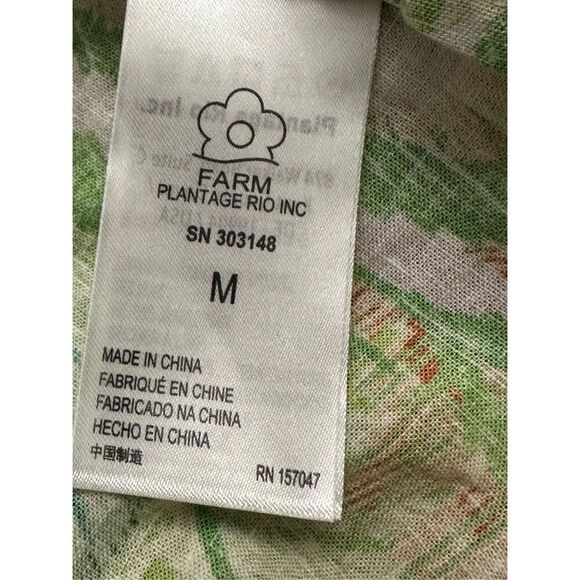 FARM
PLANTAGE RIO INC
SN 303148
M
MADE IN CHINA
FABRIQUÉ EN CHINE
FABRICADO NA CHINA
HECHO EN CHINA
中国制造
RN 157047